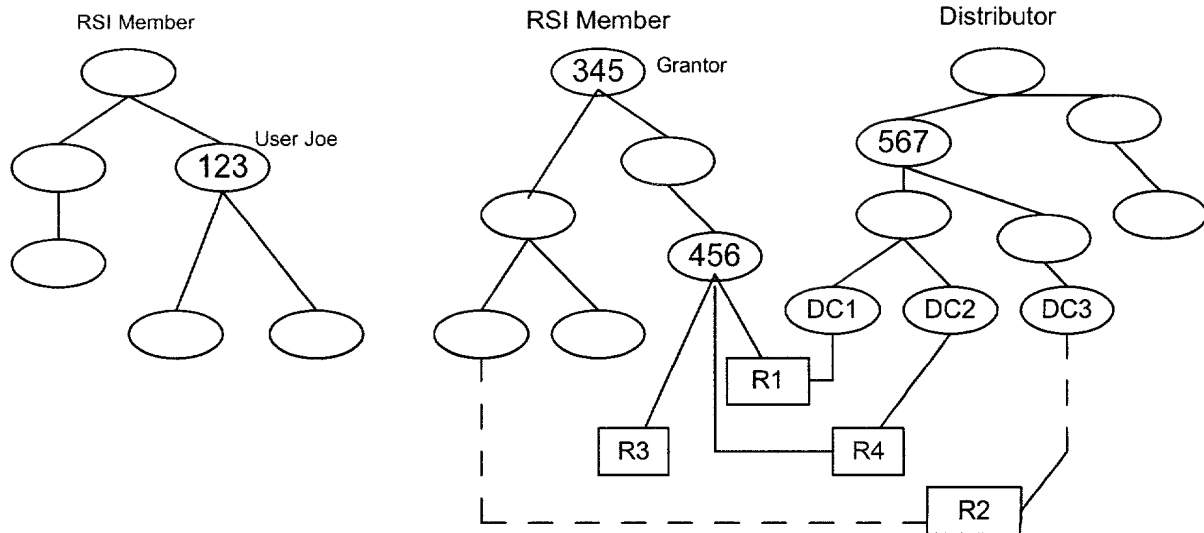 RSI Member
RSI Member
Distributor
345
Grantor
User Joe
123
567
456
DC1
DC2
DC3
R1
R3
R4
R2